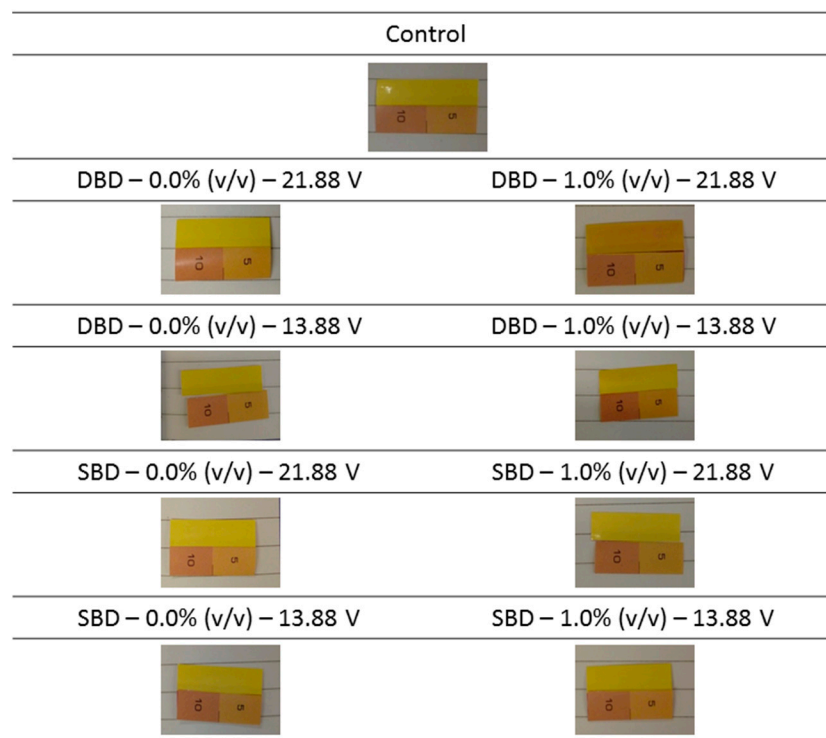 Control
10 5
DBD – 0.0% (v/v) – 21.88 V DBD – 1.0% (v/v) – 21.88 V
10 5 10 5
DBD – 0.0% (v/v) – 13.88 V DBD – 1.0% (v/v) – 13.88 V
10 5 10 5
SBD – 0.0% (v/v) – 21.88 V SBD – 1.0% (v/v) – 21.88 V
10 5 10 5
SBD – 0.0% (v/v) – 13.88 V SBD – 1.0% (v/v) – 13.88 V
10 5 10 5